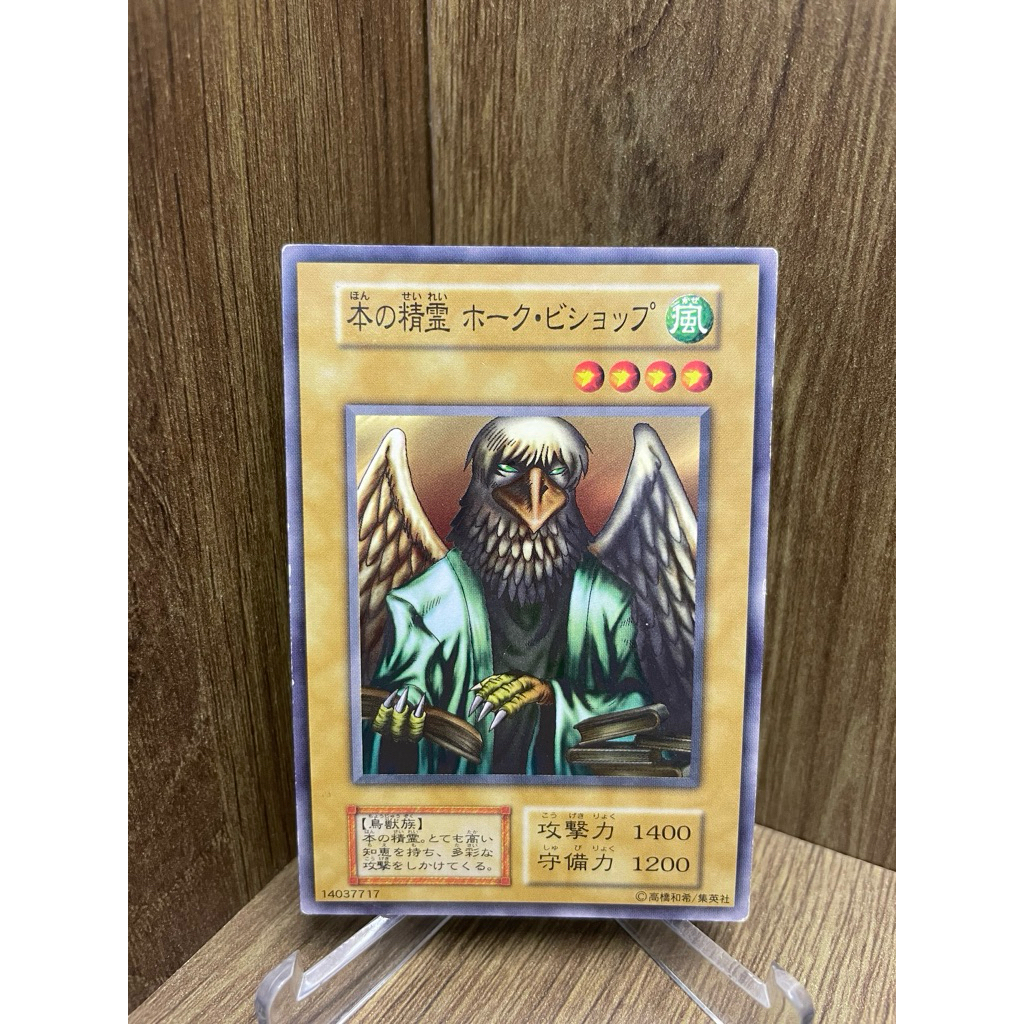 本の精霊 ホーク・ビショップ
ほん せいれい
風
かぜ
【鳥獣族】
本の精霊。とても高い
知恵を持ち、多彩な
攻撃をしかけてくる。
こう げき りょく
攻撃力 1400
しゅ び りょく
守備力 1200
14037717
©高橋和希/集英社